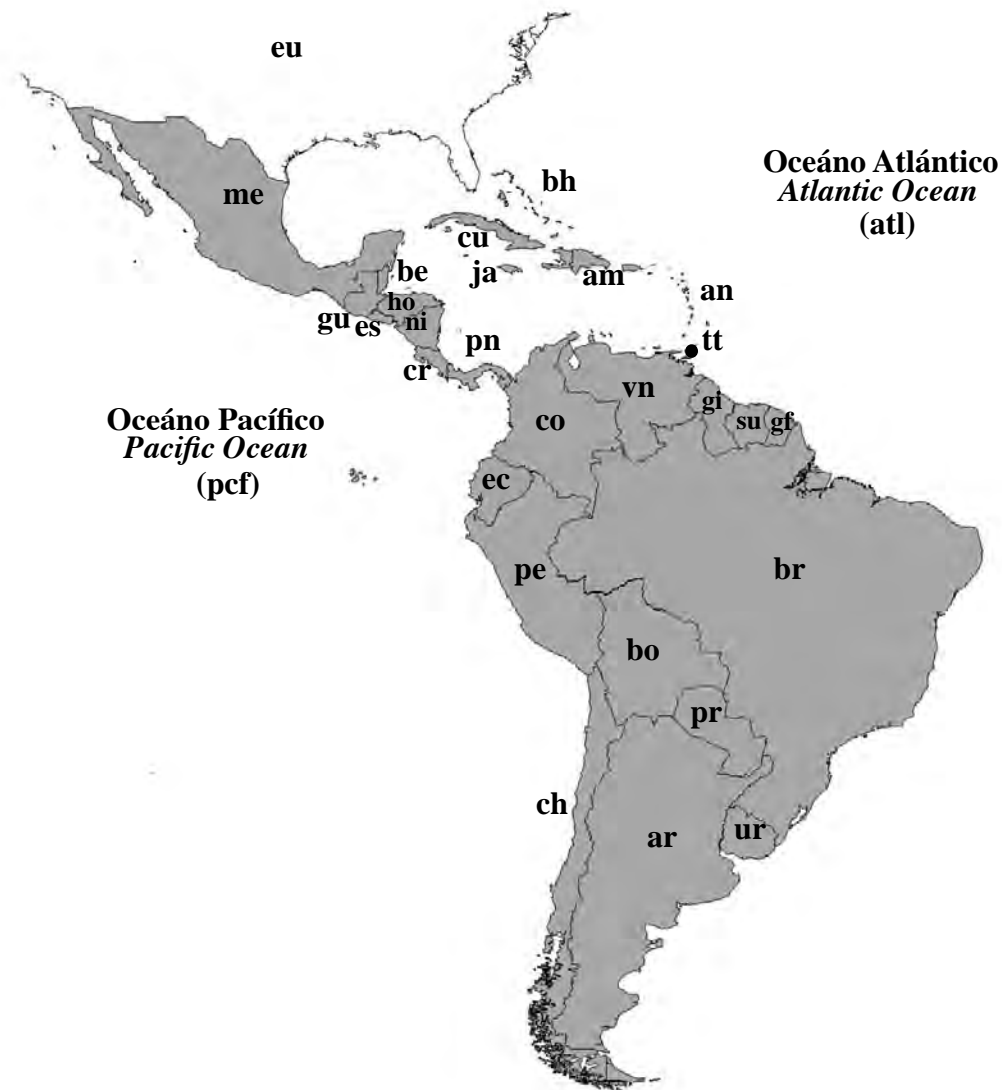 eu
Oceáno Atlántico
Atlantic Ocean
(atl)
bh
me
cu
be
ja
am
an
ho
ni
gu
es
pn
tt
cr
vn
gi
Oceáno Pacífico
Pacific Ocean
(pcf)
co
su
gf
ec
pe
br
bo
pr
ch
ar
ur